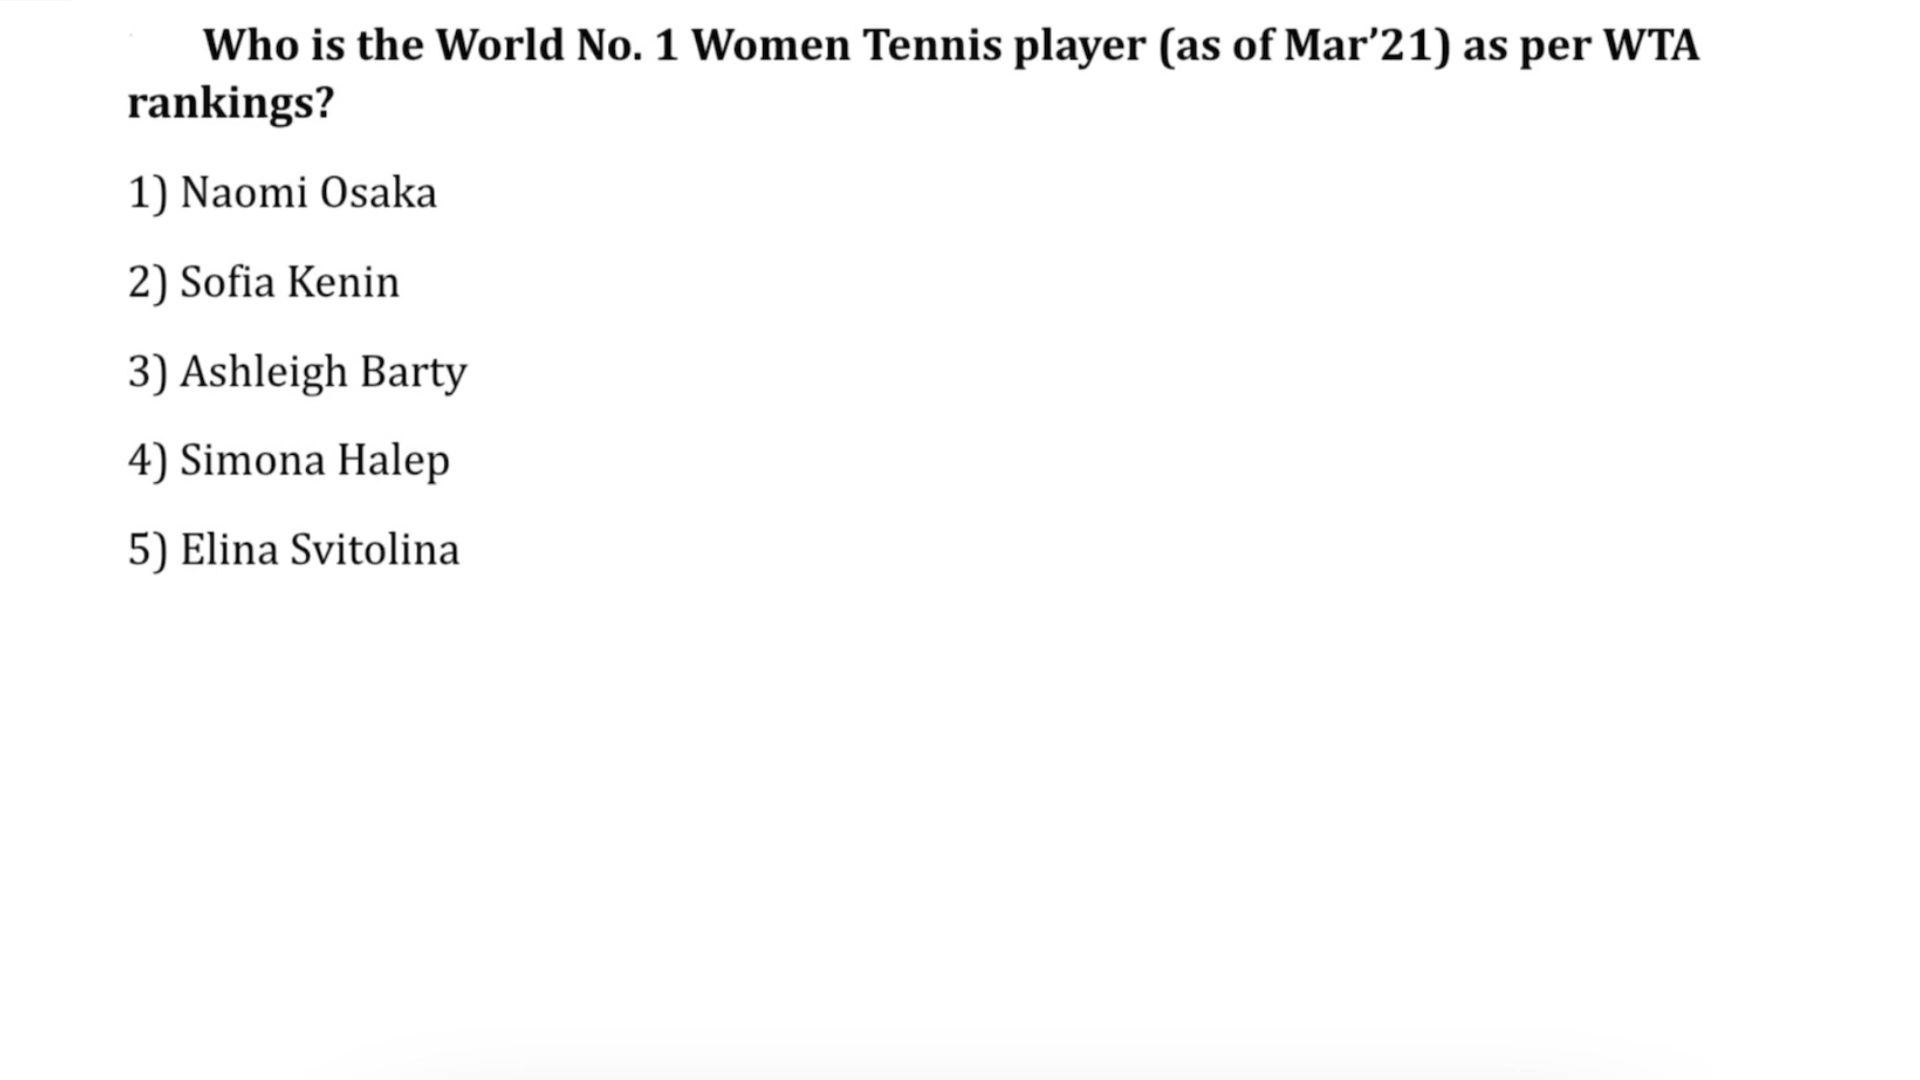 Who is the World No. 1 Women Tennis player (as of Mar’21) as per WTA
rankings?
1) Naomi Osaka
2) Sofia Kenin
3) Ashleigh Barty
4) Simona Halep
5) Elina Svitolina